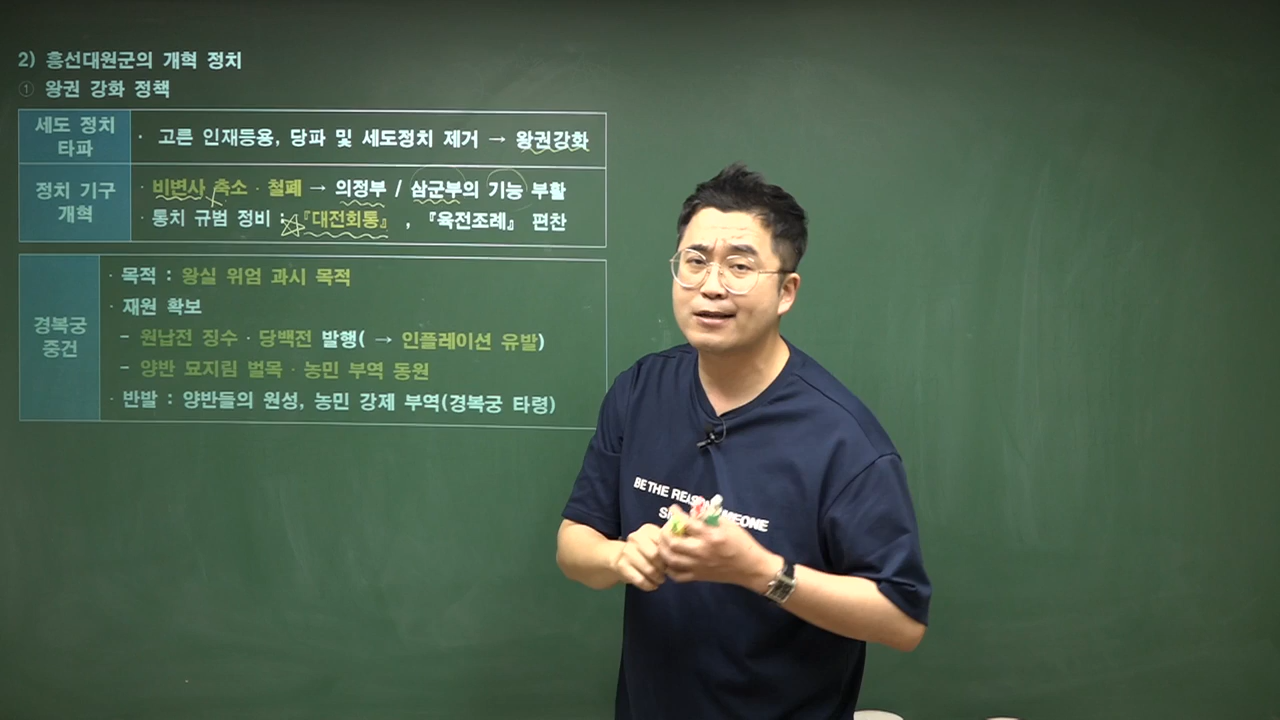 2) 흥선대원군의 개혁 정치
① 왕권 강화 정책
세도 정치
타파
· 고른 인재등용, 당파 및 세도정치 제거 → 왕권강화
정치 기구
개혁
· 비변사 축소 · 철폐 → 의정부 / 삼군부의 기능 부활
· 통치 규범 정비 : 『대전회통』, 『육전조례』 편찬
경복궁
중건
· 목적 : 왕실 위엄 과시 목적
· 재원 확보
- 원납전 징수 · 당백전 발행( → 인플레이션 유발)
- 양반 묘지림 벌목 · 농민 부역 동원
· 반발 : 양반들의 원성, 농민 강제 부역(경복궁 타령)
BE THE REASON
MEONE